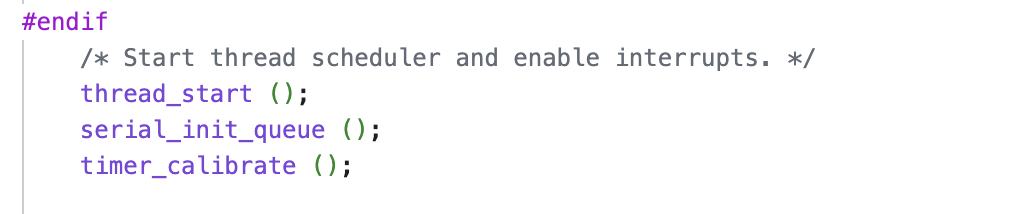 #endif
/* Start thread scheduler and enable interrupts. */
thread_start ();
serial_init_queue ();
timer_calibrate ();